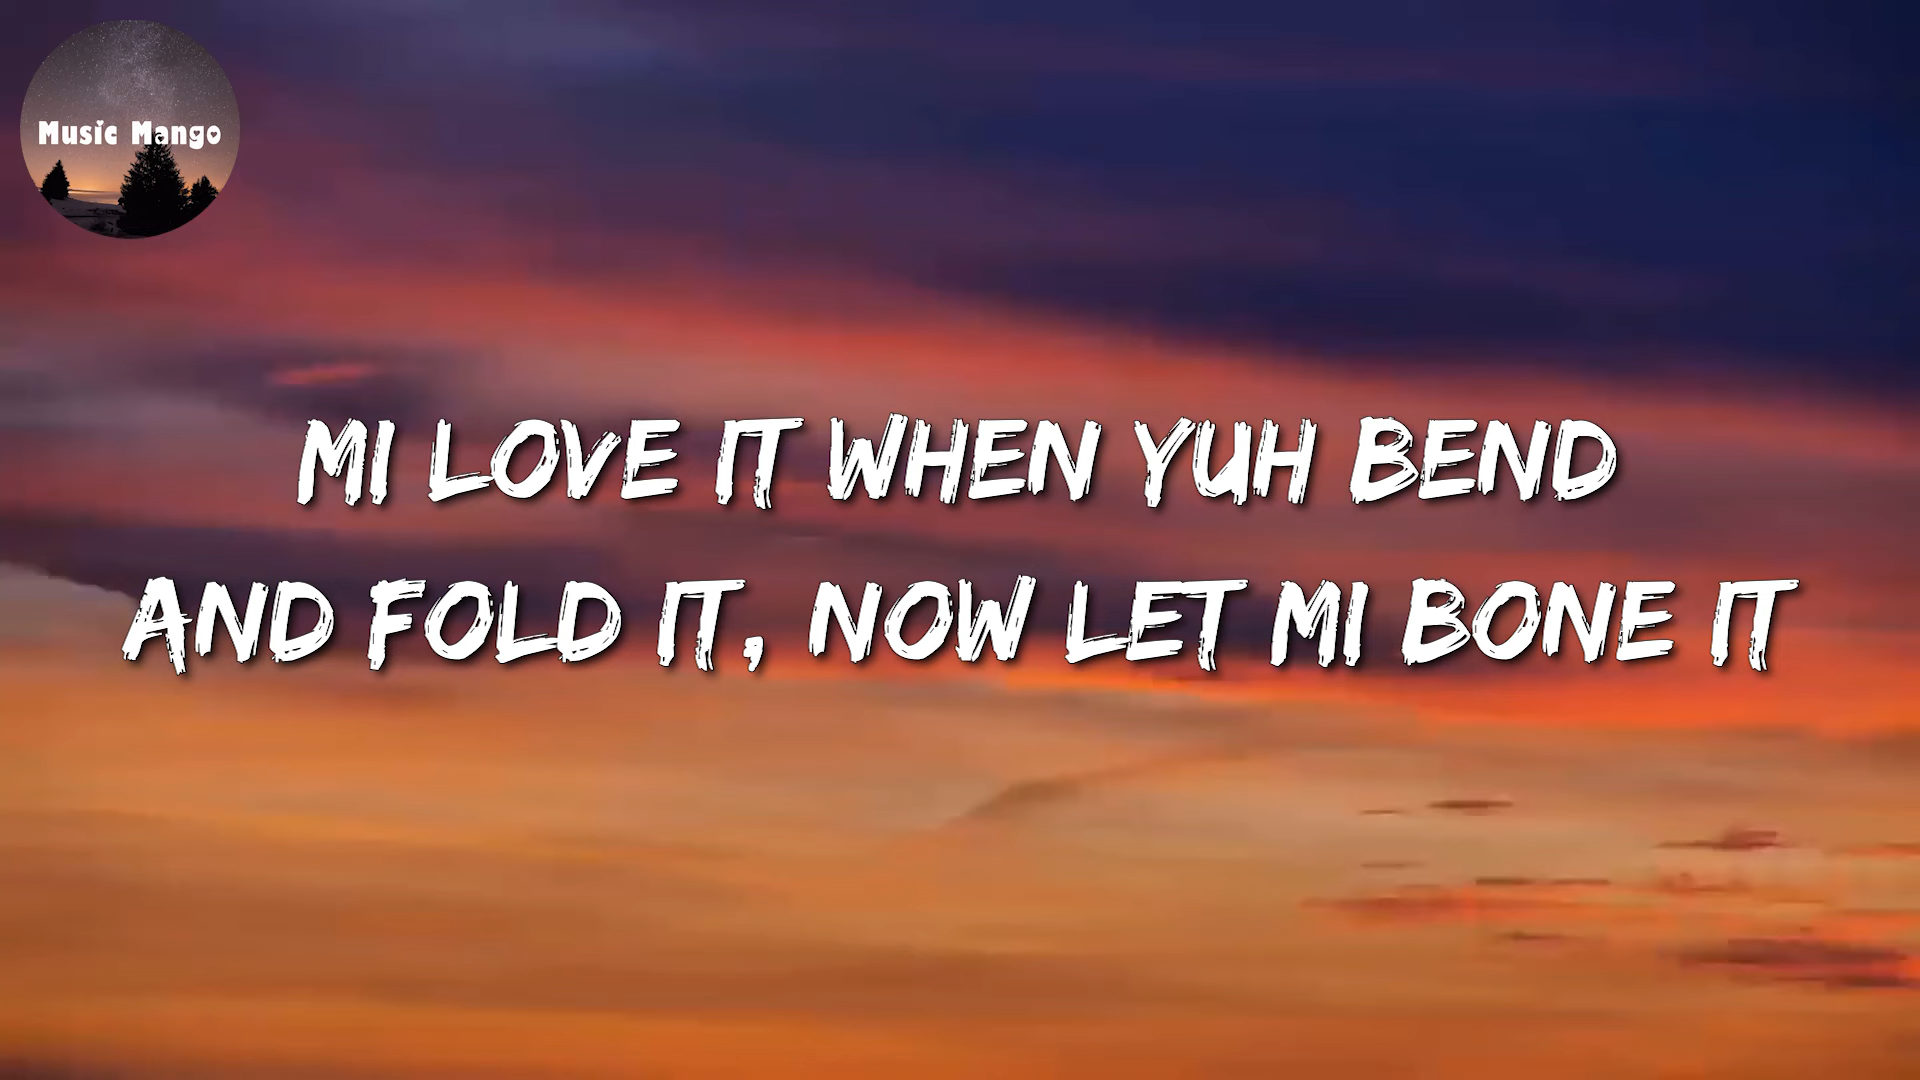 Music Mango
MI LOVE IT WHEN YUH BEND
AND FOLD IT, NOW LET MI BONE IT